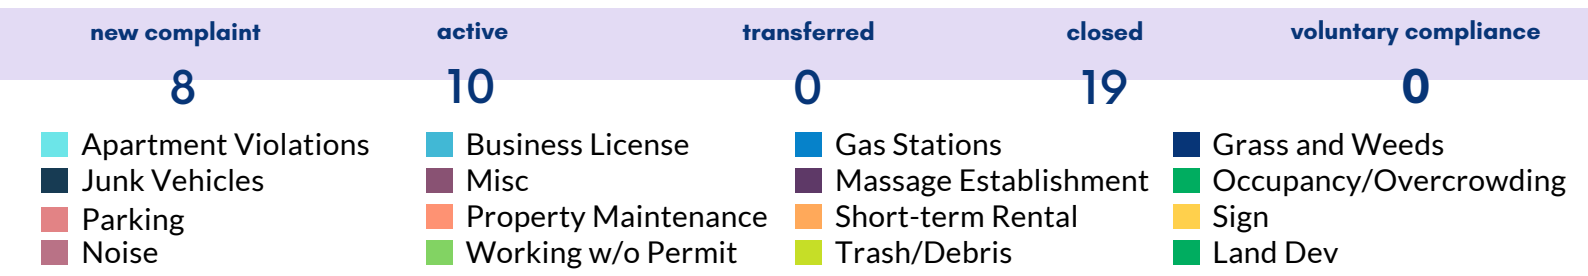 new complaint active transferred closed voluntary compliance
8 10 0 19 0
Apartment Violations Business License Gas Stations Grass and Weeds
Junk Vehicles Misc Massage Establishment Occupancy/Overcrowding
Parking Property Maintenance Short-term Rental Sign
Noise Working w/o Permit Trash/Debris Land Dev